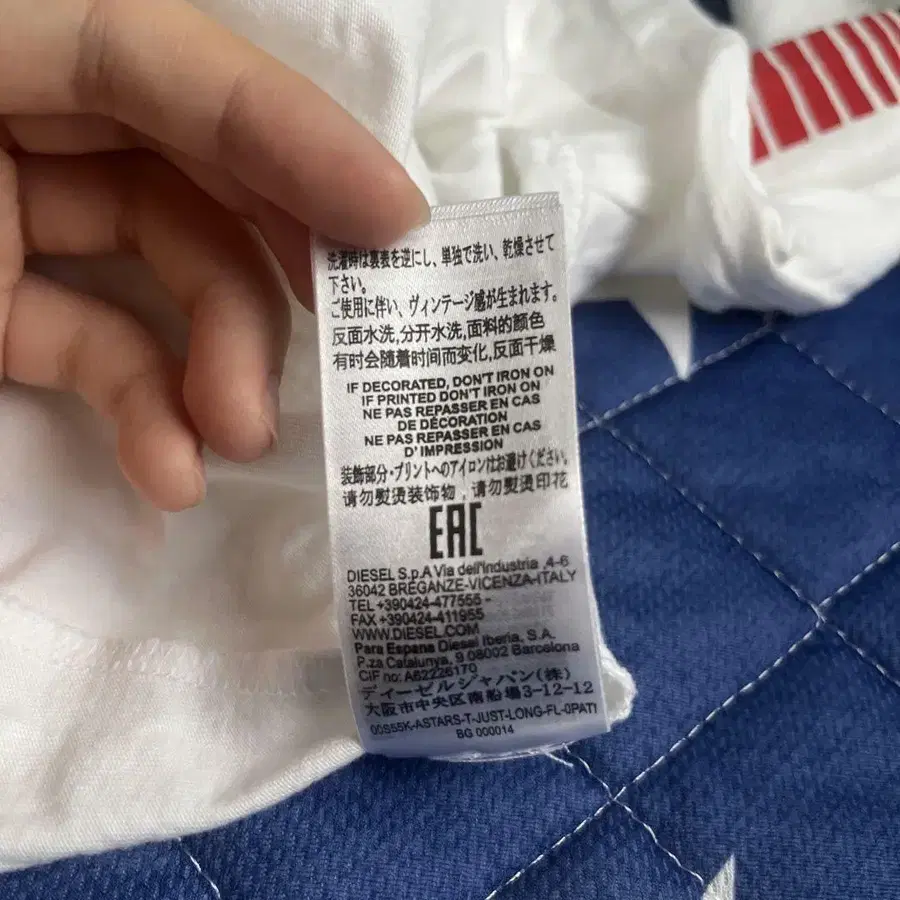 洗濯時は裏表を逆にし、単独で洗い、乾燥させて
下さい。
ご使用に伴い、ヴィンテージ感が生まれます。
反面水洗,分开水洗,面料的颜色
有时会随着时间而变化,反面干燥
IF DECORATED, DON'T IRON ON
IF PRINTED DON'T IRON ON
NE PAS REPASSER EN CAS
DE DÉCORATION
NE PAS REPASSER EN CAS
D'IMPRESSION
装飾部分・プリントへのアイロンはお避けください。
请勿熨烫装饰物，请勿熨烫印花
EAC
DIESEL S.p.A Via dell'Industria ,4-6
36042 BREGANZE-VICENZA-ITALY
TEL +390424-477555 -
FAX +390424-411955
WWW.DIESEL.COM
Para Espana Diesel Iberia, S.A.
P.za Catalunya, 9 08002 Barcelona
CIF no: A62226170
ディーゼルジャパン(株)
大阪市中央区南船場3-12-12
00S55K-ASTARS-T-JUST-LONG-FL-0PATI
BG 000014